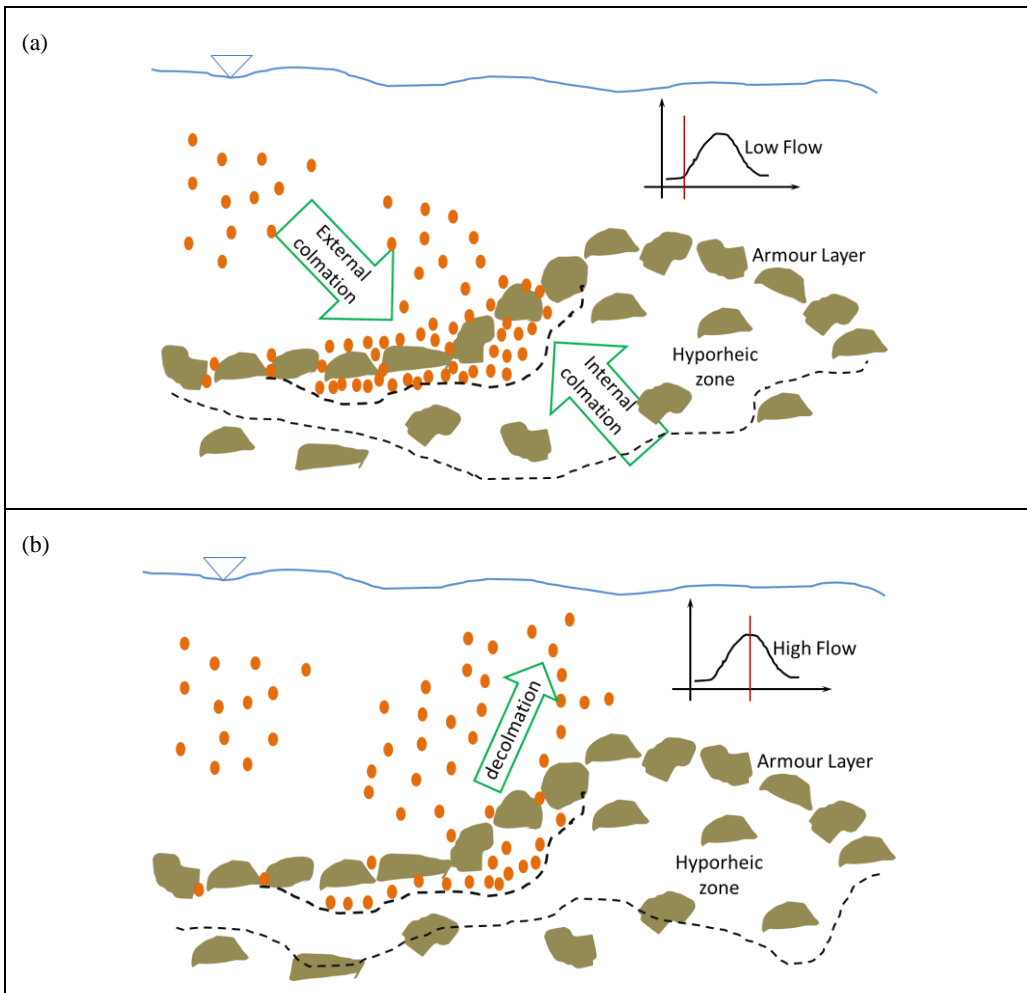 (a)
Low Flow
External
colmation
Armour Layer
Hyporheic
zone
Internal
colmation
(b)
High Flow
decolmation
Armour Layer
Hyporheic
zone